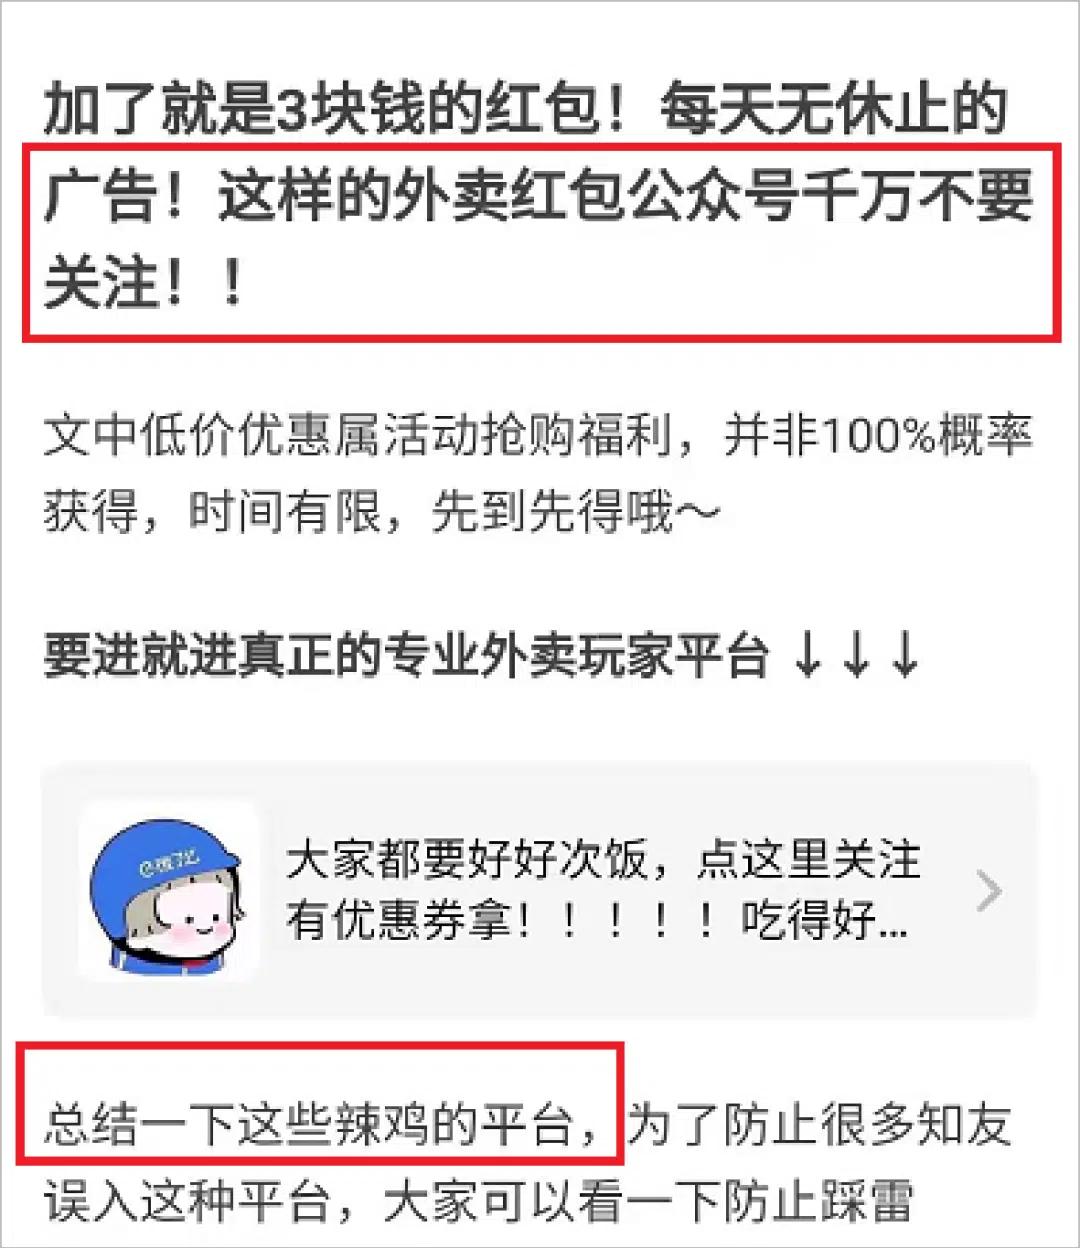 加了就是3块钱的红包！每天无休止的
广告！这样的外卖红包公众号千万不要
关注！！
文中低价优惠属活动抢购福利，并非100%概率
获得，时间有限，先到先得哦～
要进就进真正的专业外卖玩家平台 ↓↓↓
大家都要好好次饭，点这里关注
有优惠券拿！！！！！吃得好...
总结一下这些辣鸡的平台，为了防止很多知友
误入这种平台，大家可以看一下防止踩雷